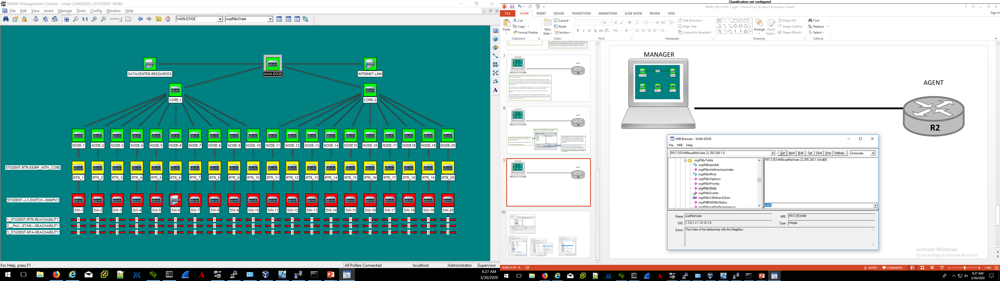 SNMPc Management Console - [map-2JAN2020\..\STUDENT-VIEW]
File Edit View Insert Manage Tools Config Window Help
1:1 WAN-EDGE ospfNbrState
DATACENTER-RESOURCES
ICMP
WAN-EDGE
INTERNET-LINK
ICMP
CORE-1
CORE-2
NODE-1 NODE-2 NODE-3 NODE-4 NODE-5 NODE-6 NODE-7 NODE-8 NODE-9 NODE-10 NODE-11 NODE-12 NODE-13 NODE-14 NODE15 NODE-16 NODE-17 NODE18 NODE-19 NODE-20
STUDENT-RTR-EIGRP_WITH_CORE
RTR_1 RTR_2 RTR_3 RTR_4 RTR_5 RTR_6 RTR_7 RTR_8 RTR_9 RTR_10 RTR_11 RTR_12 RTR_13 RTR_14 RTR_15 RTR_16 RTR_17 RTR_18 RTR_19 RTR_20
(STUDENT--L3-SWITCH--SNMPV3)
ICMP
SW-1 SW-2 SW-3 SW-4 SW-5 SW-6 SW-7 SW-8 SW-9 SW-10 SW-11 SW-12 SW-13 SW-14 SW-15 SW-16 SW-17 SW-18 SW-19 SW-20
(1_STUDENT-RTR-REACHABILITY) 1 1 1 1 1 1 1 1 1 1 1 1 1 1 1 1 1 1 1 1
(2__PAC--STAR---REACHABILITY) 2 2 2 2 2 2 2 2 2 2 2 2 2 2 2 2 2 2 2 2
(3_STUDENT-NFA-REACHABILITY) 3 3 3 3 3 3 3 3 3 3 3 3 3 3 3 3 3 3 3 3
For Help, press F1
All Pollers Connected localhost Administrator Supervisor
6:27 AM
3/30/2020
Classification not configured
SNMP_MS-CHAT-1.pptx - PowerPoint (Product Activation Failed)
FILE HOME INSERT DESIGN TRANSITIONS ANIMATIONS SLIDE SHOW REVIEW VIEW Sign in
Paste
Cut
Copy
Format Painter
Clipboard
New
Slide
Layout
Reset
Section
Slides
44
B I U S abc AV Aa A
Font
Text Direction
Align Text
Convert to SmartArt
Paragraph
Arrange
Quick
Styles
Shape Fill
Shape Outline
Shape Effects
Drawing
Find
Replace
Select
Editing
7
MANAGER
AGENT
R2
8
MANAGER
AGENT
R2
9
MANAGER
AGENT
R2
10
MANAGER
AGENT
R2
MIB Browser - WAN-EDGE
File MIB Help
RFC1253-MIB|ospfNbrState.22.255.200.1.0 Get Next Bulk Set Find Stop Settings... Automatic
ospfNbrTable
ospfNbrIpAddr
ospfNbrAddressLessIndex
ospfNbrRtrId
ospfNbrOptions
ospfNbrPriority
ospfNbrState
ospfNbrEvents
ospfNbrLSRetransQLen
ospfNBMANbrStatus
ospfNbmaNbrPermanence
RFC1253-MIB|ospfNbrState.22.255.200.1.0=full(8)
full(8)
Name: ospfNbrState
MIB: RFC1253-MIB
OID: 1.3.6.1.2.1.14.10.1.6
Type: Integer
Descr: The State of the relationship with this Neighbor.
Activate Windows
Go to Settings to activate Windows.
SLIDE 9 OF 10 NOTES COMMENTS 114%
6:27 AM
3/30/2020